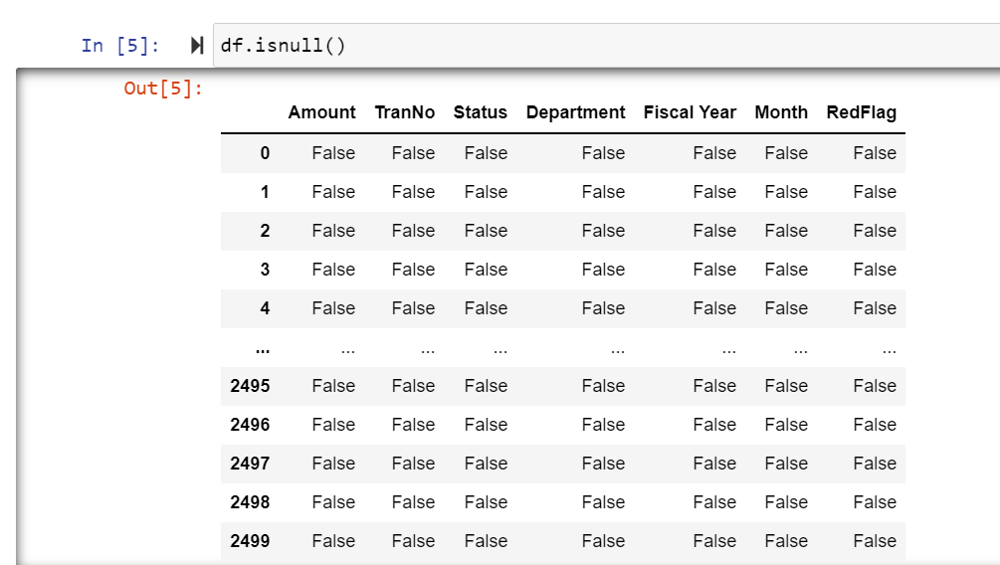 In [5]: df.isnull()
Out[5]:
Amount TranNo Status Department Fiscal Year Month RedFlag
0 False False False False False False False
1 False False False False False False False
2 False False False False False False False
3 False False False False False False False
4 False False False False False False False
... ... ... ... ... ... ... ...
2495 False False False False False False False
2496 False False False False False False False
2497 False False False False False False False
2498 False False False False False False False
2499 False False False False False False False